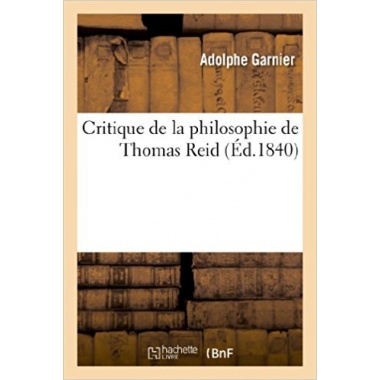 Adolphe Garnier
Critique de la philosophie de
Thomas Reid (Éd.1840)
hachette
LIVRE
(BnF